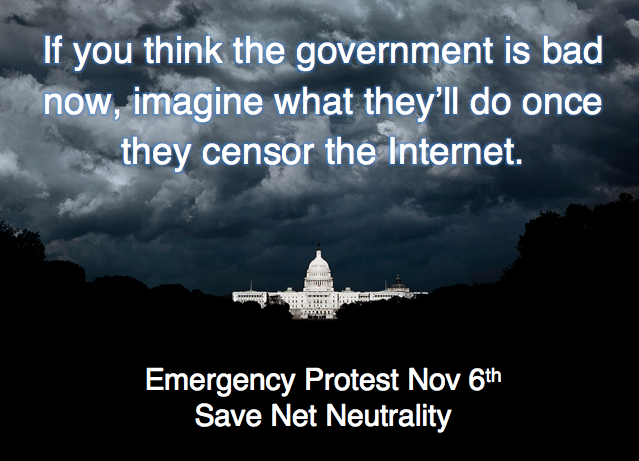 If you think the government is bad
now, imagine what they’ll do once
they censor the Internet.
Emergency Protest Nov 6th
Save Net Neutrality